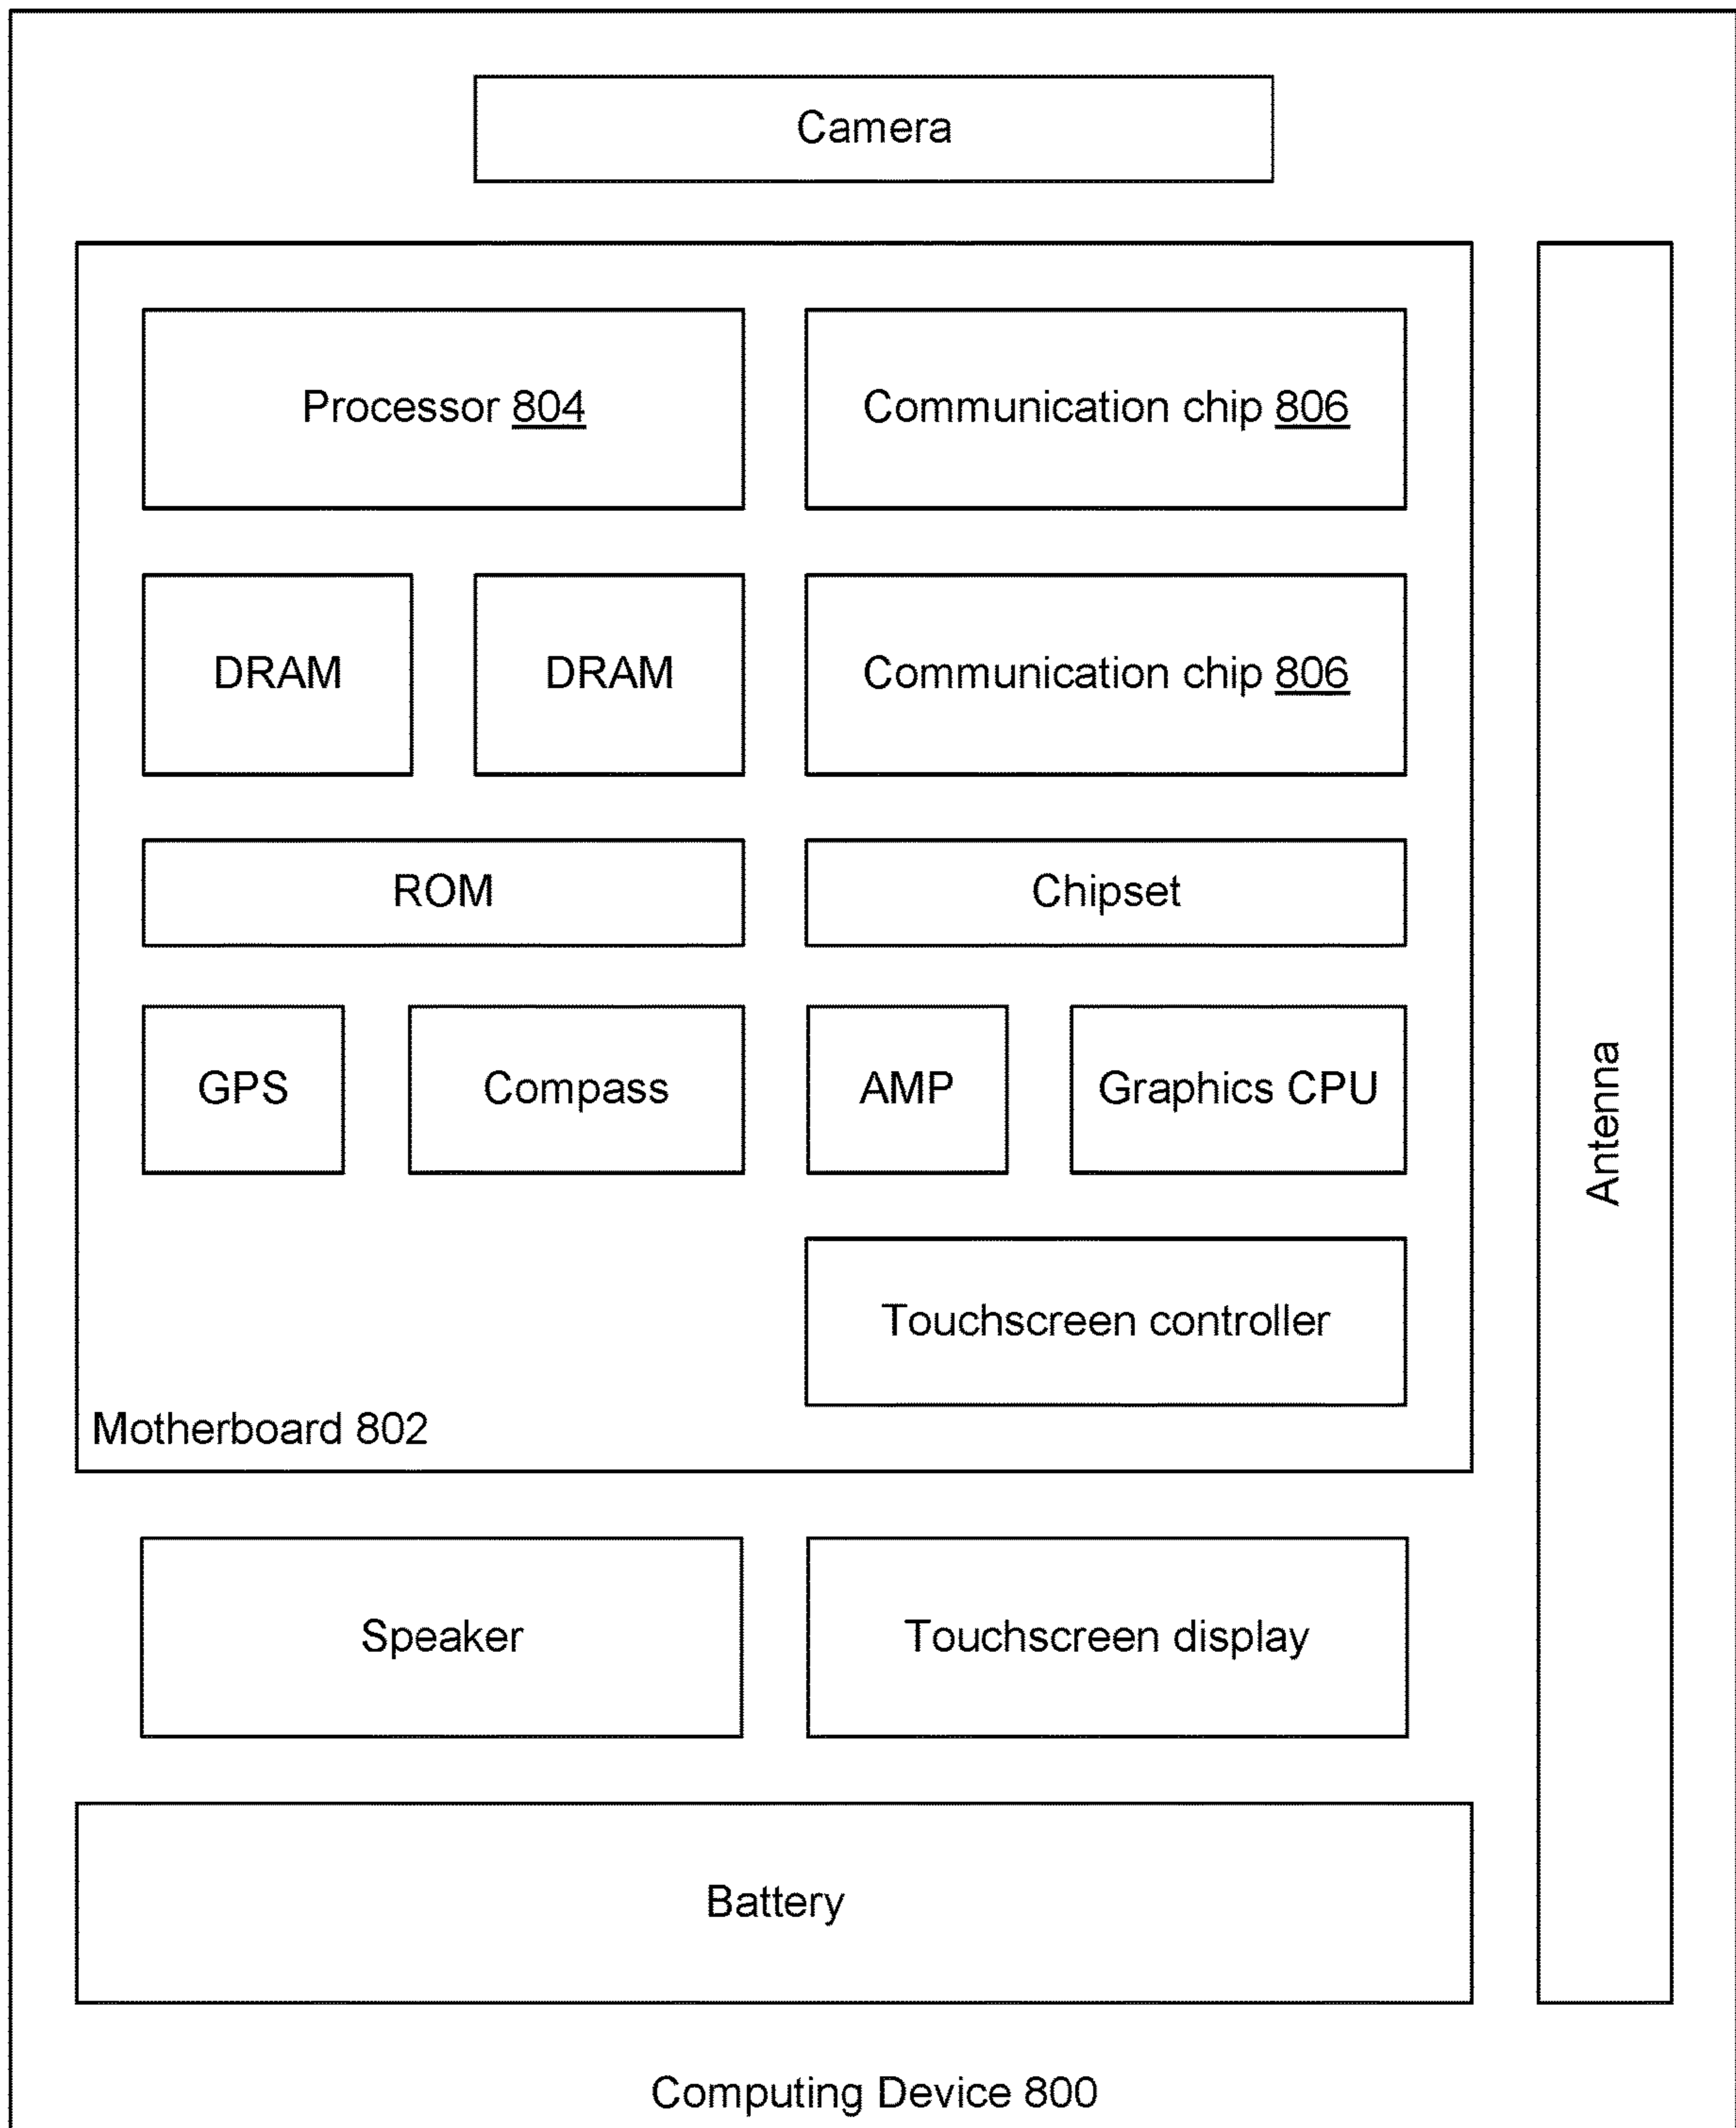 Camera
Processor 804
Communication chip 806
DRAM
DRAM
Communication chip 806
ROM
Chipset
GPS
Compass
AMP
Graphics CPU
Touchscreen controller
Motherboard 802
Antenna
Speaker
Touchscreen display
Battery
Computing Device 800